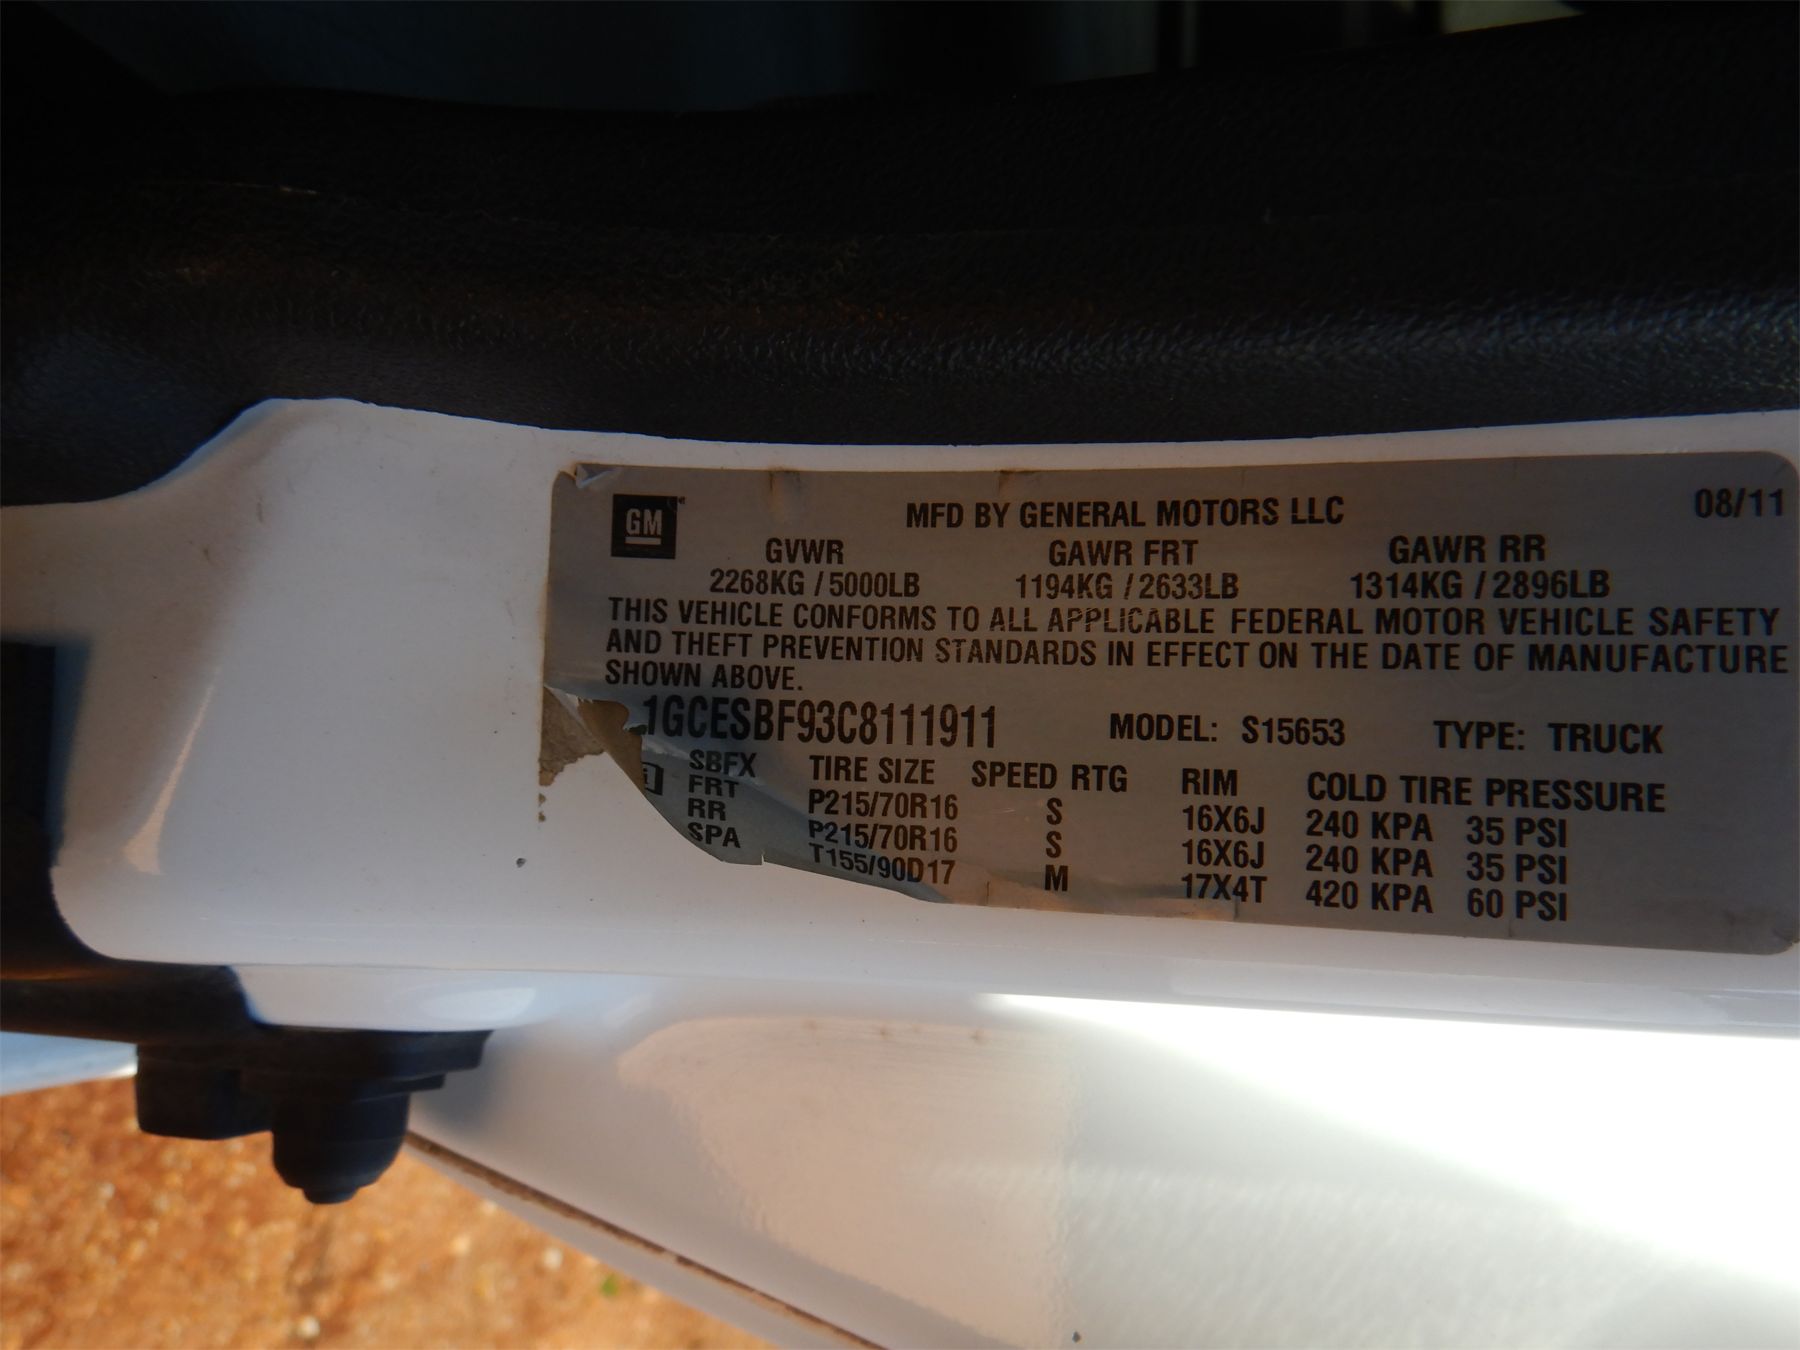 GM
MFD BY GENERAL MOTORS LLC 08/11
GVWR GAWR FRT GAWR RR
2268KG / 5000LB 1194KG / 2633LB 1314KG / 2896LB
THIS VEHICLE CONFORMS TO ALL APPLICABLE FEDERAL MOTOR VEHICLE SAFETY
AND THEFT PREVENTION STANDARDS IN EFFECT ON THE DATE OF MANUFACTURE
SHOWN ABOVE.
1GCESBF93C8111911 MODEL: S15653 TYPE: TRUCK
SBFX TIRE SIZE SPEED RTG RIM COLD TIRE PRESSURE
FRT P215/70R16 S 16X6J 240 KPA 35 PSI
RR P215/70R16 S 16X6J 240 KPA 35 PSI
SPA T155/90D17 M 17X4T 420 KPA 60 PSI